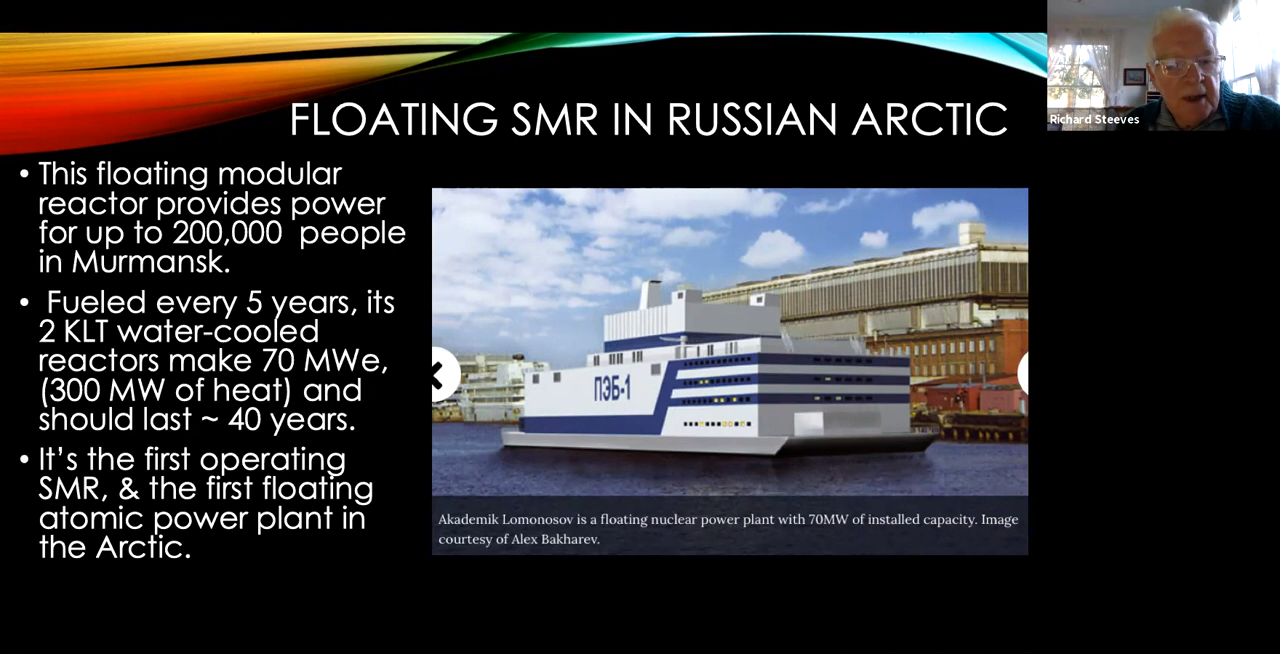 FLOATING SMR IN RUSSIAN ARCTIC
Richard Steeves
• This floating modular
reactor provides power
for up to 200,000  people
in Murmansk.
•  Fueled every 5 years, its
2 KLT water-cooled
reactors make 70 MWe,
(300 MW of heat) and
should last ~ 40 years.
• It’s the first operating
SMR, & the first floating
atomic power plant in
the Arctic.
ПЭБ-1
Akademik Lomonosov is a floating nuclear power plant with 70MW of installed capacity. Image
courtesy of Alex Bakharev.